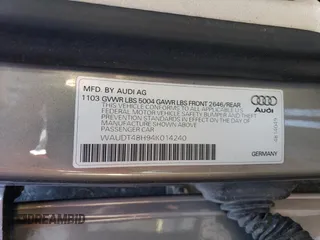 MFD. BY AUDI AG
1103 GVWR LBS 5004 GAWR LBS FRONT 2646/REAR
THIS VEHICLE CONFORMS TO ALL APPLICABLE
FEDERAL MOTOR VEHICLE SAFETY BUMPER AND THEFT
PREVENTION STANDARDS IN EFFECT ON THE DAY OF
MANUFACTURE SHOWN ABOVE
PASSENGER CAR
Audi
WAUDT48H94K014240
GERMANY